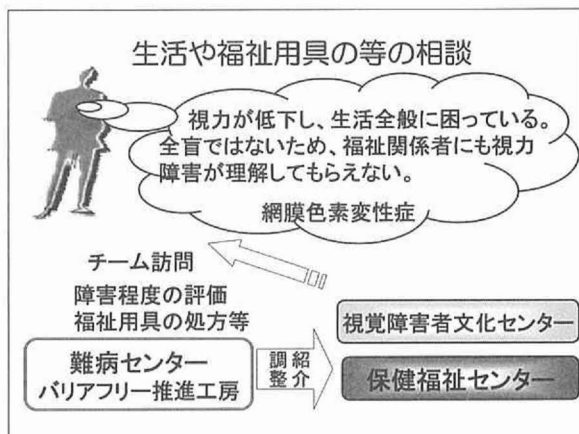 生活や福祉用具の等の相談
視力が低下し、生活全般に困っている。
全盲ではないため、福祉関係者にも視力
障害が理解してもらえない。
網膜色素変性症
チーム訪問
障害程度の評価
福祉用具の処方等
難病センター
バリアフリー推進工房
紹介
調整
視覚障害者文化センター
保健福祉センター